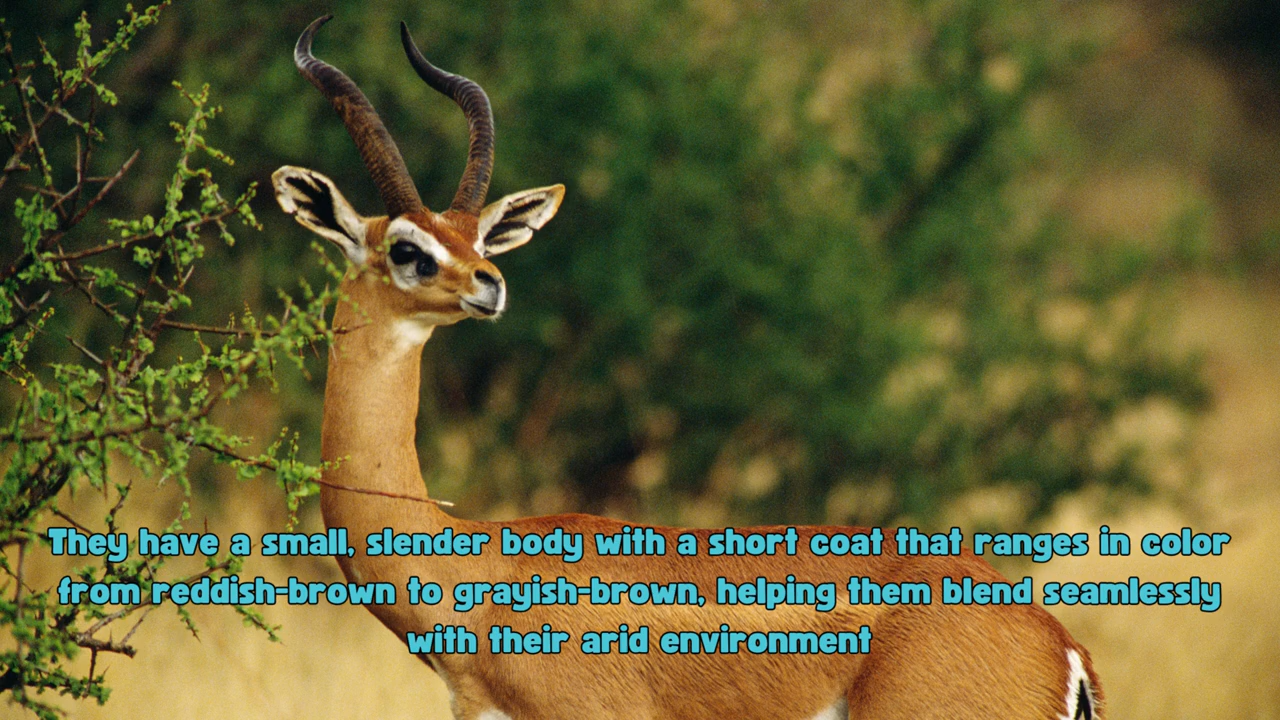 They have a small, slender body with a short coat that ranges in color
from reddish-brown to grayish-brown, helping them blend seamlessly
with their arid environment